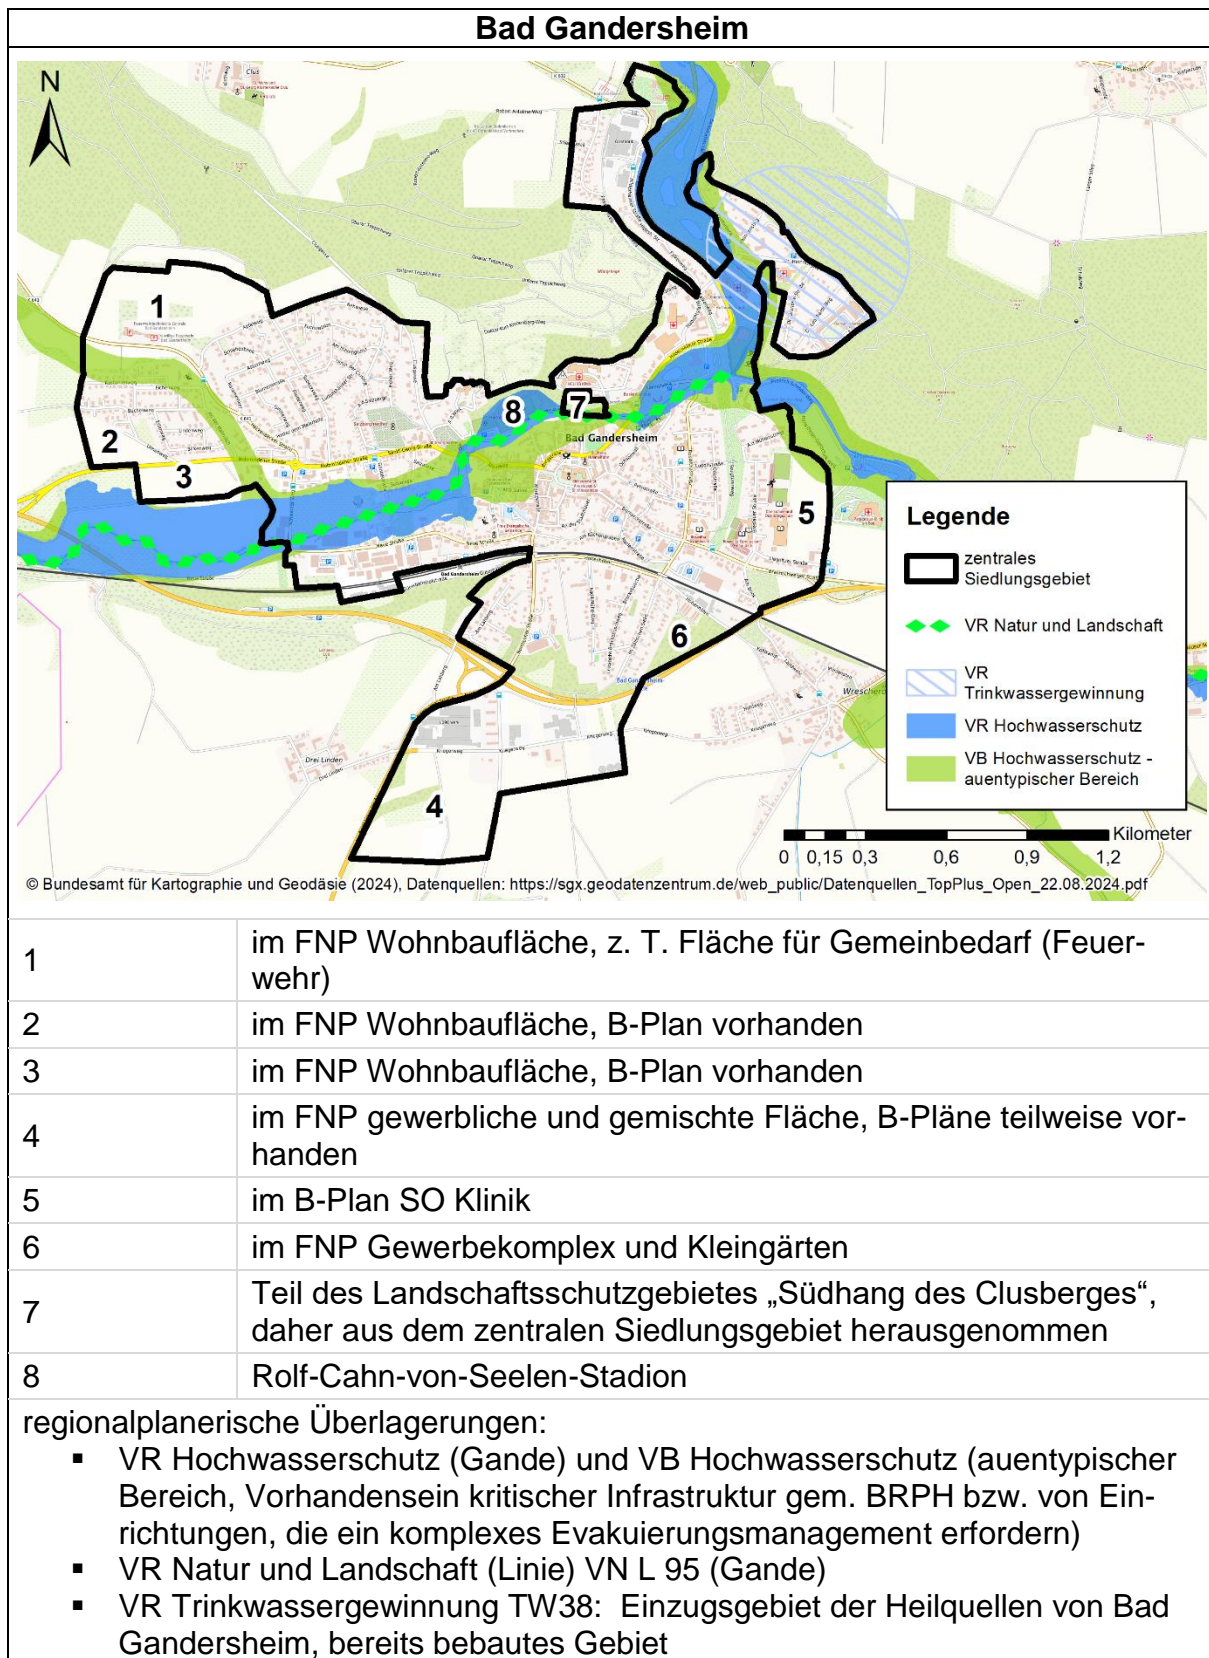 Bad Gandersheim
N
Clus
1
2
3
4
5
6
7
8
Bad Gandersheim
Drei Linden
Legende
zentrales
Siedlungsgebiet
VR Natur und Landschaft
VR
Trinkwassergewinnung
VR Hochwasserschutz
VB Hochwasserschutz -
auentypischer Bereich
Kilometer
0 0,15 0,3 0,6 0,9 1,2
© Bundesamt für Kartographie und Geodäsie (2024), Datenquellen: https://sgx.geodatenzentrum.de/web_public/Datenquellen_TopPlus_Open_22.08.2024.pdf
1 im FNP Wohnbaufläche, z. T. Fläche für Gemeinbedarf (Feuer-
wehr)
2 im FNP Wohnbaufläche, B-Plan vorhanden
3 im FNP Wohnbaufläche, B-Plan vorhanden
4 im FNP gewerbliche und gemischte Fläche, B-Pläne teilweise vor-
handen
5 im B-Plan SO Klinik
6 im FNP Gewerbekomplex und Kleingärten
7 Teil des Landschaftsschutzgebietes „Südhang des Clusberges“,
daher aus dem zentralen Siedlungsgebiet herausgenommen
8 Rolf-Cahn-von-Seelen-Stadion
regionalplanerische Überlagerungen:
▪ VR Hochwasserschutz (Gande) und VB Hochwasserschutz (auentypischer
Bereich, Vorhandensein kritischer Infrastruktur gem. BRPH bzw. von Ein-
richtungen, die ein komplexes Evakuierungsmanagement erfordern)
▪ VR Natur und Landschaft (Linie) VN L 95 (Gande)
▪ VR Trinkwassergewinnung TW38: Einzugsgebiet der Heilquellen von Bad
Gandersheim, bereits bebautes Gebiet